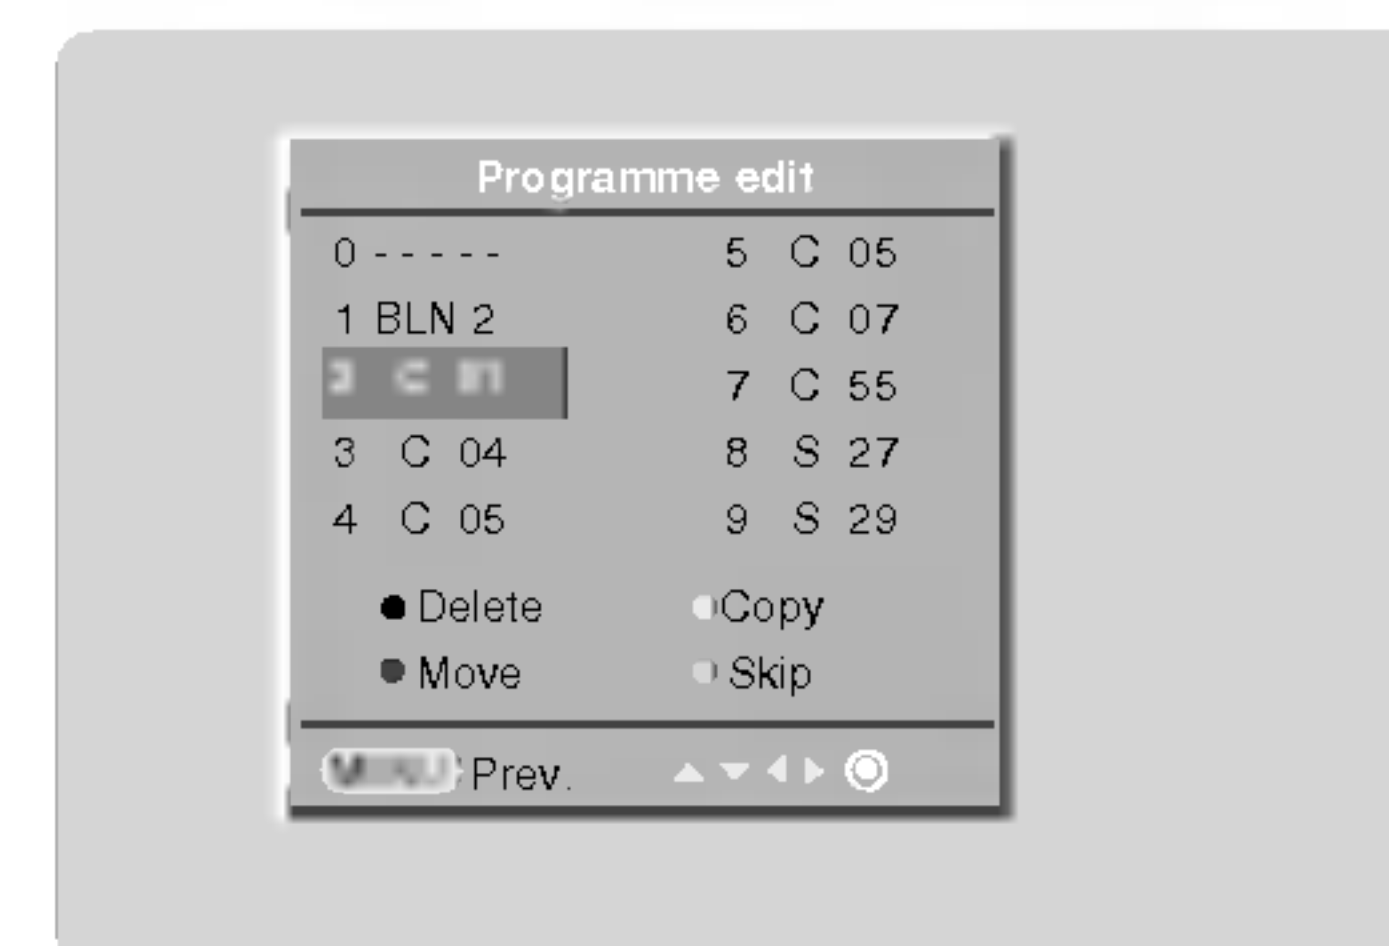 Programme edit
0 - - - - -
1 BLN 2
C
3 C 04
4 C 05
5 C 05
6 C 07
7 C 55
8 S 27
9 S 29
Delete
Move
Copy
Skip
MENU Prev.